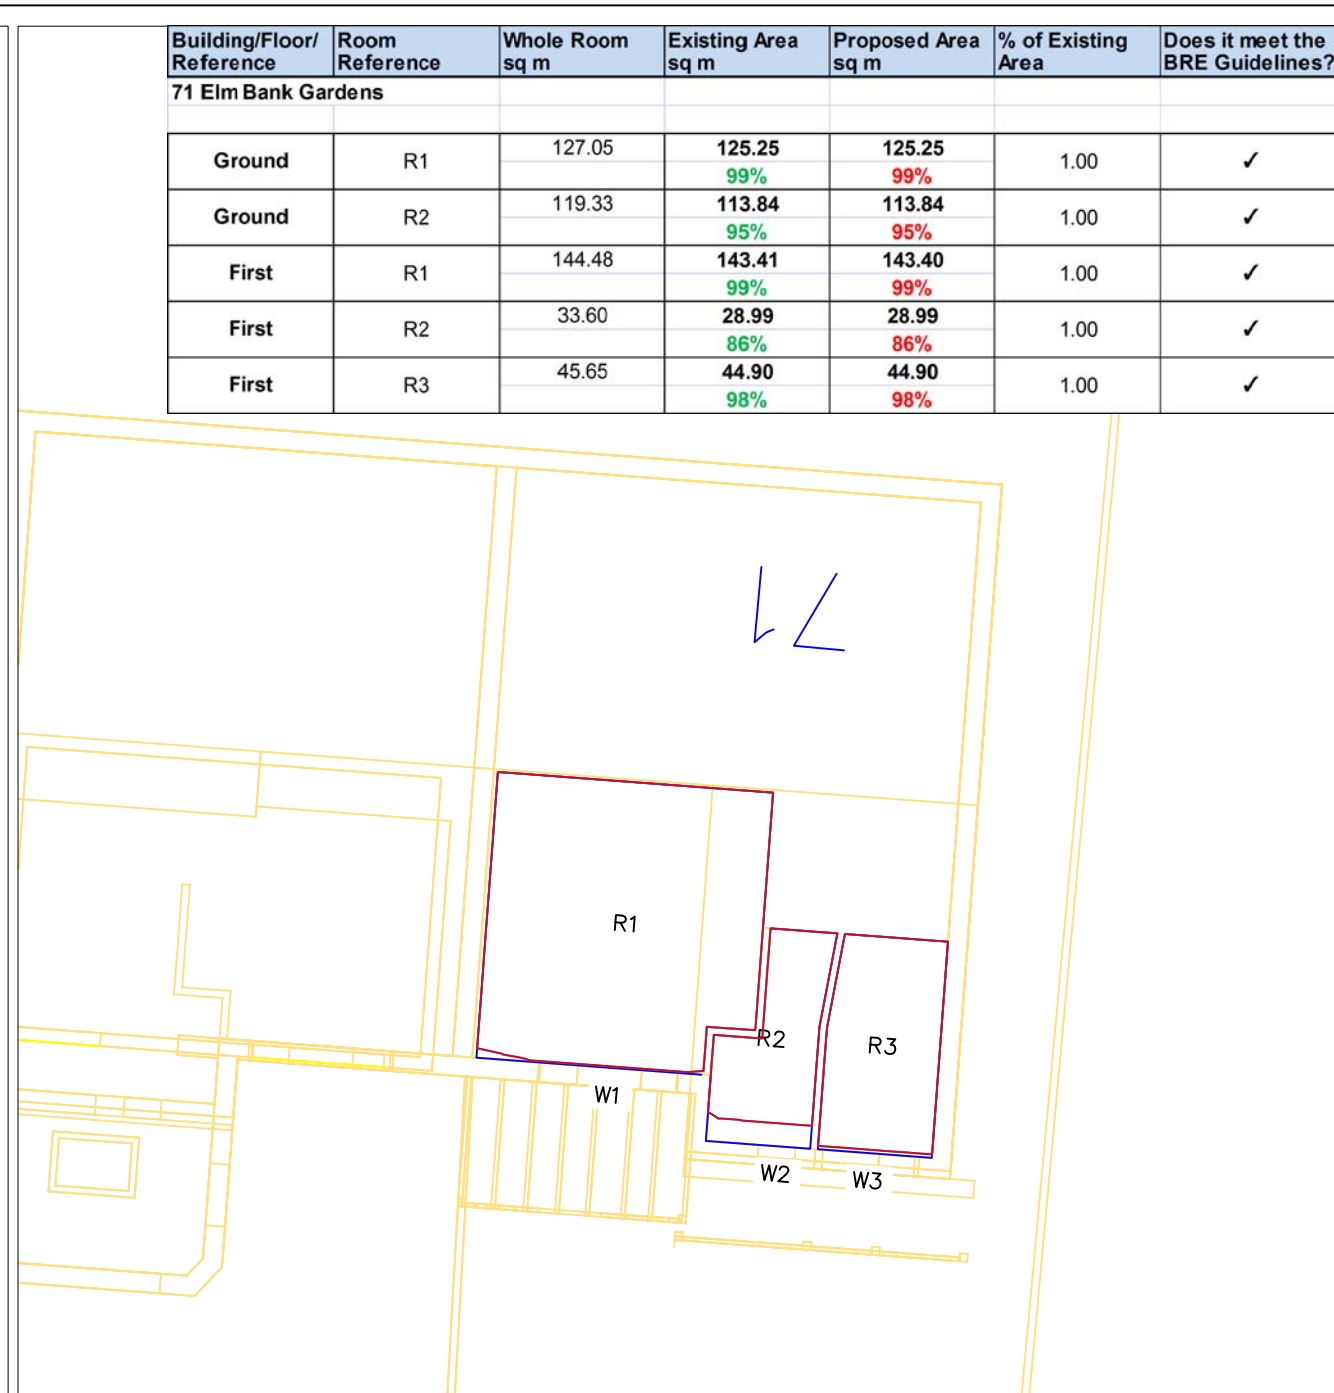 Building/Floor/ Reference | Room Reference | Whole Room sq m | Existing Area sq m | Proposed Area sq m | % of Existing Area | Does it meet the BRE Guidelines?
71 Elm Bank Gardens
Ground | R1 | 127.05 | 125.25 | 125.25 | 1.00 | ✓
99% | 99%
Ground | R2 | 119.33 | 113.84 | 113.84 | 1.00 | ✓
95% | 95%
First | R1 | 144.48 | 143.41 | 143.40 | 1.00 | ✓
99% | 99%
First | R2 | 33.60 | 28.99 | 28.99 | 1.00 | ✓
86% | 86%
First | R3 | 45.65 | 44.90 | 44.90 | 1.00 | ✓
98% | 98%
71
R1
R2
R3
W1
W2
W3